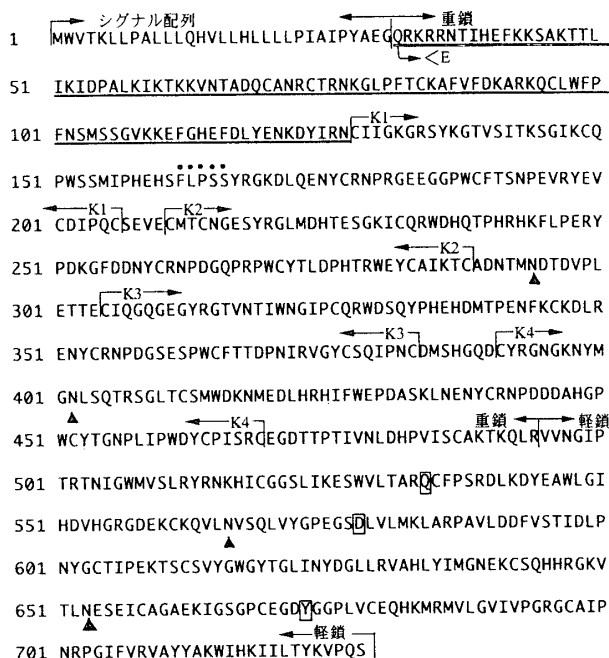 シグナル配列 重鎖
1 MWVTKLLPALLLQHVLLHLLLLPIAIPYAEGQRKRRNTIHEFKKSAKTTL
<E
51 IKIDPALKIKTKKVNTADQCANRCTRNKGLPFTCKAFVFDKARKQCLWFP
K1
101 FNSMSSGVKKEFGHEFDLYENKDYIRNCIIGKGRSYKGTVSITKSGIKCQ
151 PWSSMIPHEHSFLPSSYRGKDLQENYCRNPRGEEGGPWCFTSNPEVRYEV
K1 K2
201 CDIPQCSEVECMTCNGESYRGLMDHTESGKICQRWDHQTPHRHKFLPERY
K2
251 PDKGFDDNYCRNPDGQPRPWCYTLDPHTRWEYCAIKTCADNTMNDTDVPL
K3
301 ETTECIQGQGEGYRGTVNTIWNGIPCQRWDSQYPHEHDMTPENFKCKDLR
K3 K4
351 ENYCRNPDGSESPWCFTTDPNIRVGYCSQIPNCDMSHGQDCYRGNGKNYM
401 GNLSQTRSGLTCSMWDKNMEDLHRHIFWEPDASKLNENYCRNPDDDAHGP
K4 重鎖 軽鎖
451 WCYTGNPLIPWDYCPISRCEGDTTPTIVNLDHPVISCAKTKQLRVVNGIP
501 TRTNIGWMVSLRYRNKHICGGSLIKESWVLTARQCFPSRDLKDYEAWLGI
551 HDVHGRGDEKCKQVLNVSQLVYGPEGSDLVLMKLARPAVLDDFVSTIDLP
601 NYGCTIPEKTSCSVYGWGYTGLINYDGLLRVAHLYIMGNEKCSQHHRGKV
651 TLNESEICAGAEKIGSGPCEGDYGGPLVCEQHKMRMVLGVIVPGRGCAIP
軽鎖
701 NRPGIFVRVAYYAKWIHKIILTYKVPQS